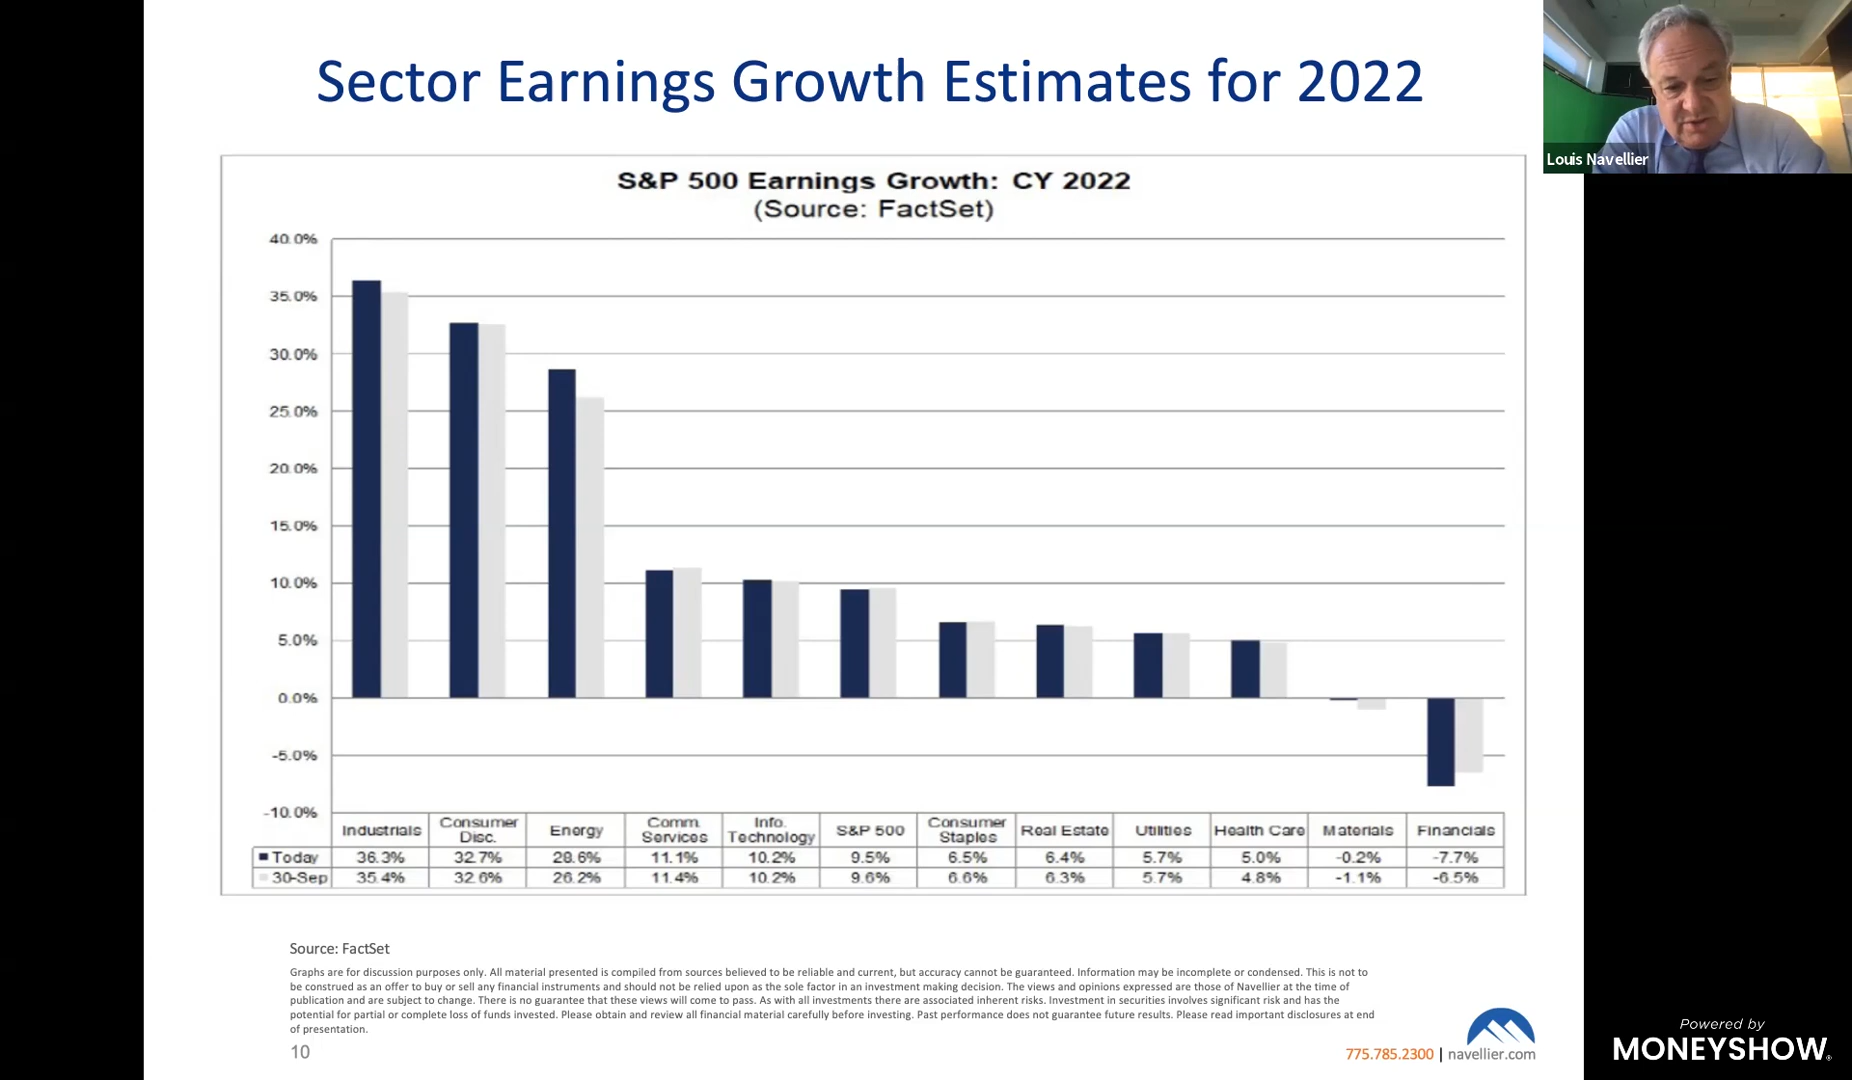 Sector Earnings Growth Estimates for 2022
Louis Navellier
S&P 500 Earnings Growth: CY 2022
(Source: FactSet)
40.0%
35.0%
30.0%
25.0%
20.0%
15.0%
10.0%
5.0%
0.0%
-5.0%
-10.0%
Industrials Consumer Disc. Energy Comm. Services Info. Technology S&P 500 Consumer Staples Real Estate Utilities Health Care Materials Financials
Today 36.3% 32.7% 28.6% 11.1% 10.2% 9.5% 6.5% 6.4% 5.7% 5.0% -0.2% -7.7%
30-Sep 35.4% 32.6% 26.2% 11.4% 10.2% 9.6% 6.6% 6.3% 5.7% 4.8% -1.1% -6.5%
Source: FactSet
Graphs are for discussion purposes only. All material presented is compiled from sources believed to be reliable and current, but accuracy cannot be guaranteed. Information may be incomplete or condensed. This is not to
be construed as an offer to buy or sell any financial instruments and should not be relied upon as the sole factor in an investment making decision. The views and opinions expressed are those of Navellier at the time of
publication and are subject to change. There is no guarantee that these views will come to pass. As with all investments there are associated inherent risks. Investment in securities involves significant risk and has the
potential for partial or complete loss of funds invested. Please obtain and review all financial material carefully before investing. Past performance does not guarantee future results. Please read important disclosures at end
of presentation.
10
775.785.2300 | navellier.com
Powered by
MONEYSHOW®